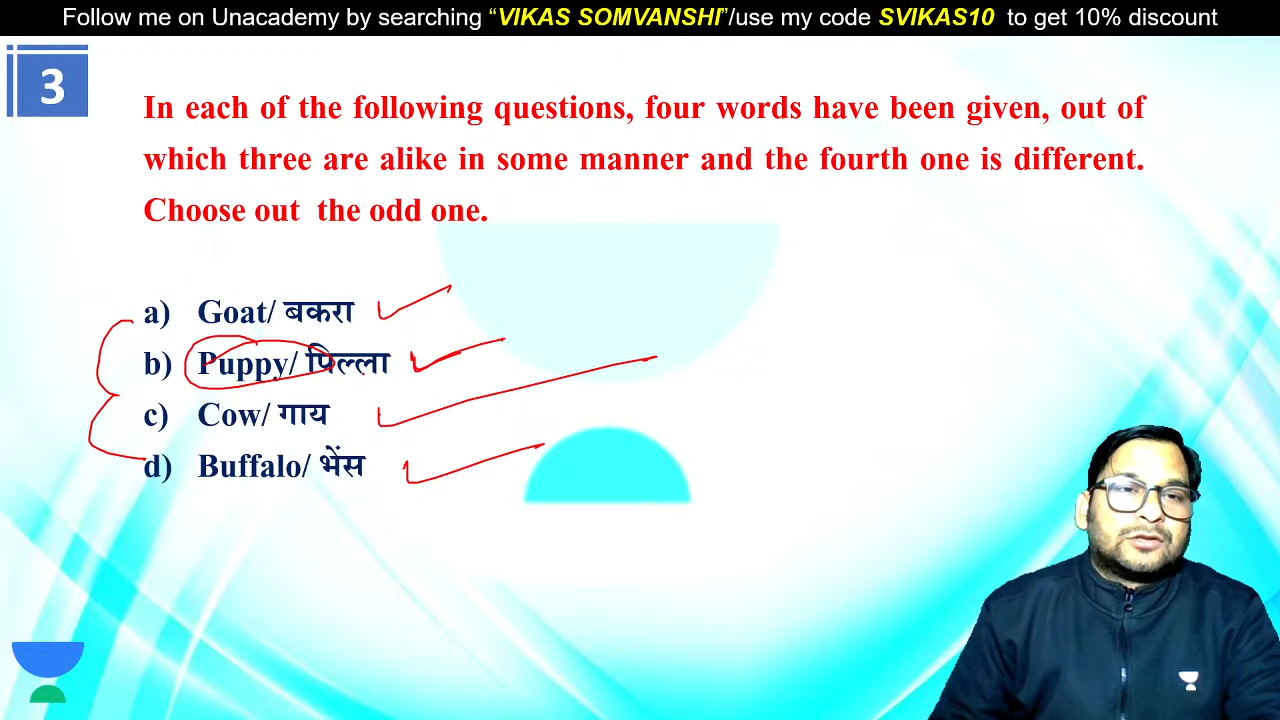 Follow me on Unacademy by searching “VIKAS SOMVANSHI”/use my code SVIKAS10 to get 10% discount
3
In each of the following questions, four words have been given, out of
which three are alike in some manner and the fourth one is different.
Choose out the odd one.
a) Goat/ बकरा
b) Puppy/ पिल्ला
c) Cow/ गाय
d) Buffalo/ भेंस